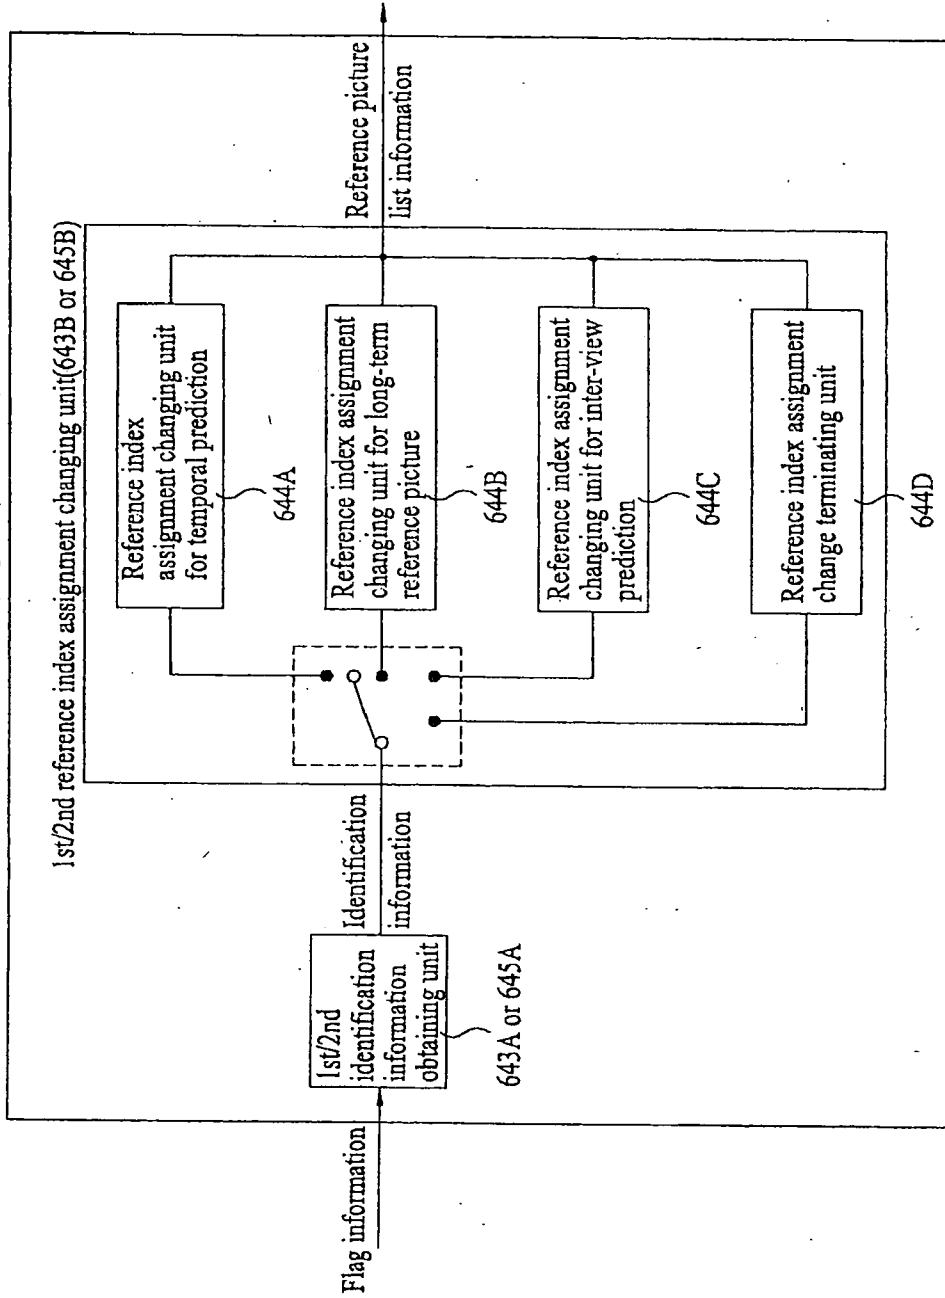 1st/2nd reference index assignment changing unit(643B or 645B)
Flag information
1st/2nd
identification
information
obtaining unit
643A or 645A
Identification
information
Reference index
assignment changing unit
for temporal prediction
644A
Reference index assignment
changing unit for long-term
reference picture
644B
Reference index assignment
changing unit for inter-view
prediction
644C
Reference index assignment
change terminating unit
644D
Reference picture
list information